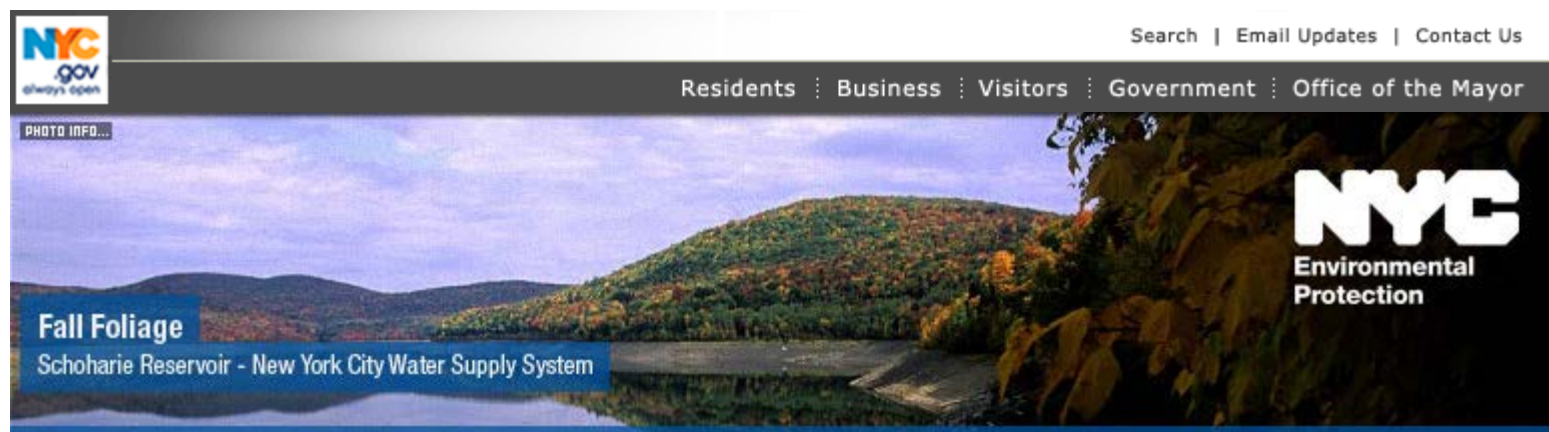 NYC
.gov
always open
Search | Email Updates | Contact Us
Residents Business Visitors Government Office of the Mayor
PHOTO INFO...
NYC
Environmental
Protection
Fall Foliage
Schoharie Reservoir - New York City Water Supply System